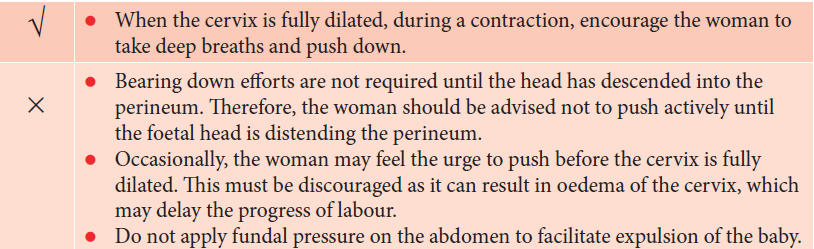 √ ● When the cervix is fully dilated, during a contraction, encourage the woman to
take deep breaths and push down.
● Bearing down efforts are not required until the head has descended into the
× perineum. Therefore, the woman should be advised not to push actively until
the foetal head is distending the perineum.
● Occasionally, the woman may feel the urge to push before the cervix is fully
dilated. This must be discouraged as it can result in oedema of the cervix, which
may delay the progress of labour.
● Do not apply fundal pressure on the abdomen to facilitate expulsion of the baby.